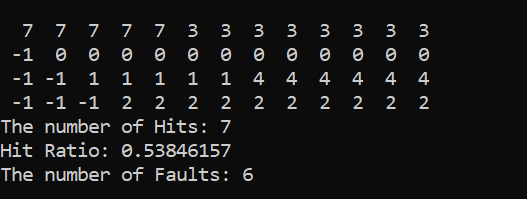 7 7 7 7 7 3 3 3 3 3 3 3 3
-1 0 0 0 0 0 0 0 0 0 0 0 0
-1 -1 1 1 1 1 1 4 4 4 4 4 4
-1 -1 -1 2 2 2 2 2 2 2 2 2 2
The number of Hits: 7
Hit Ratio: 0.53846157
The number of Faults: 6